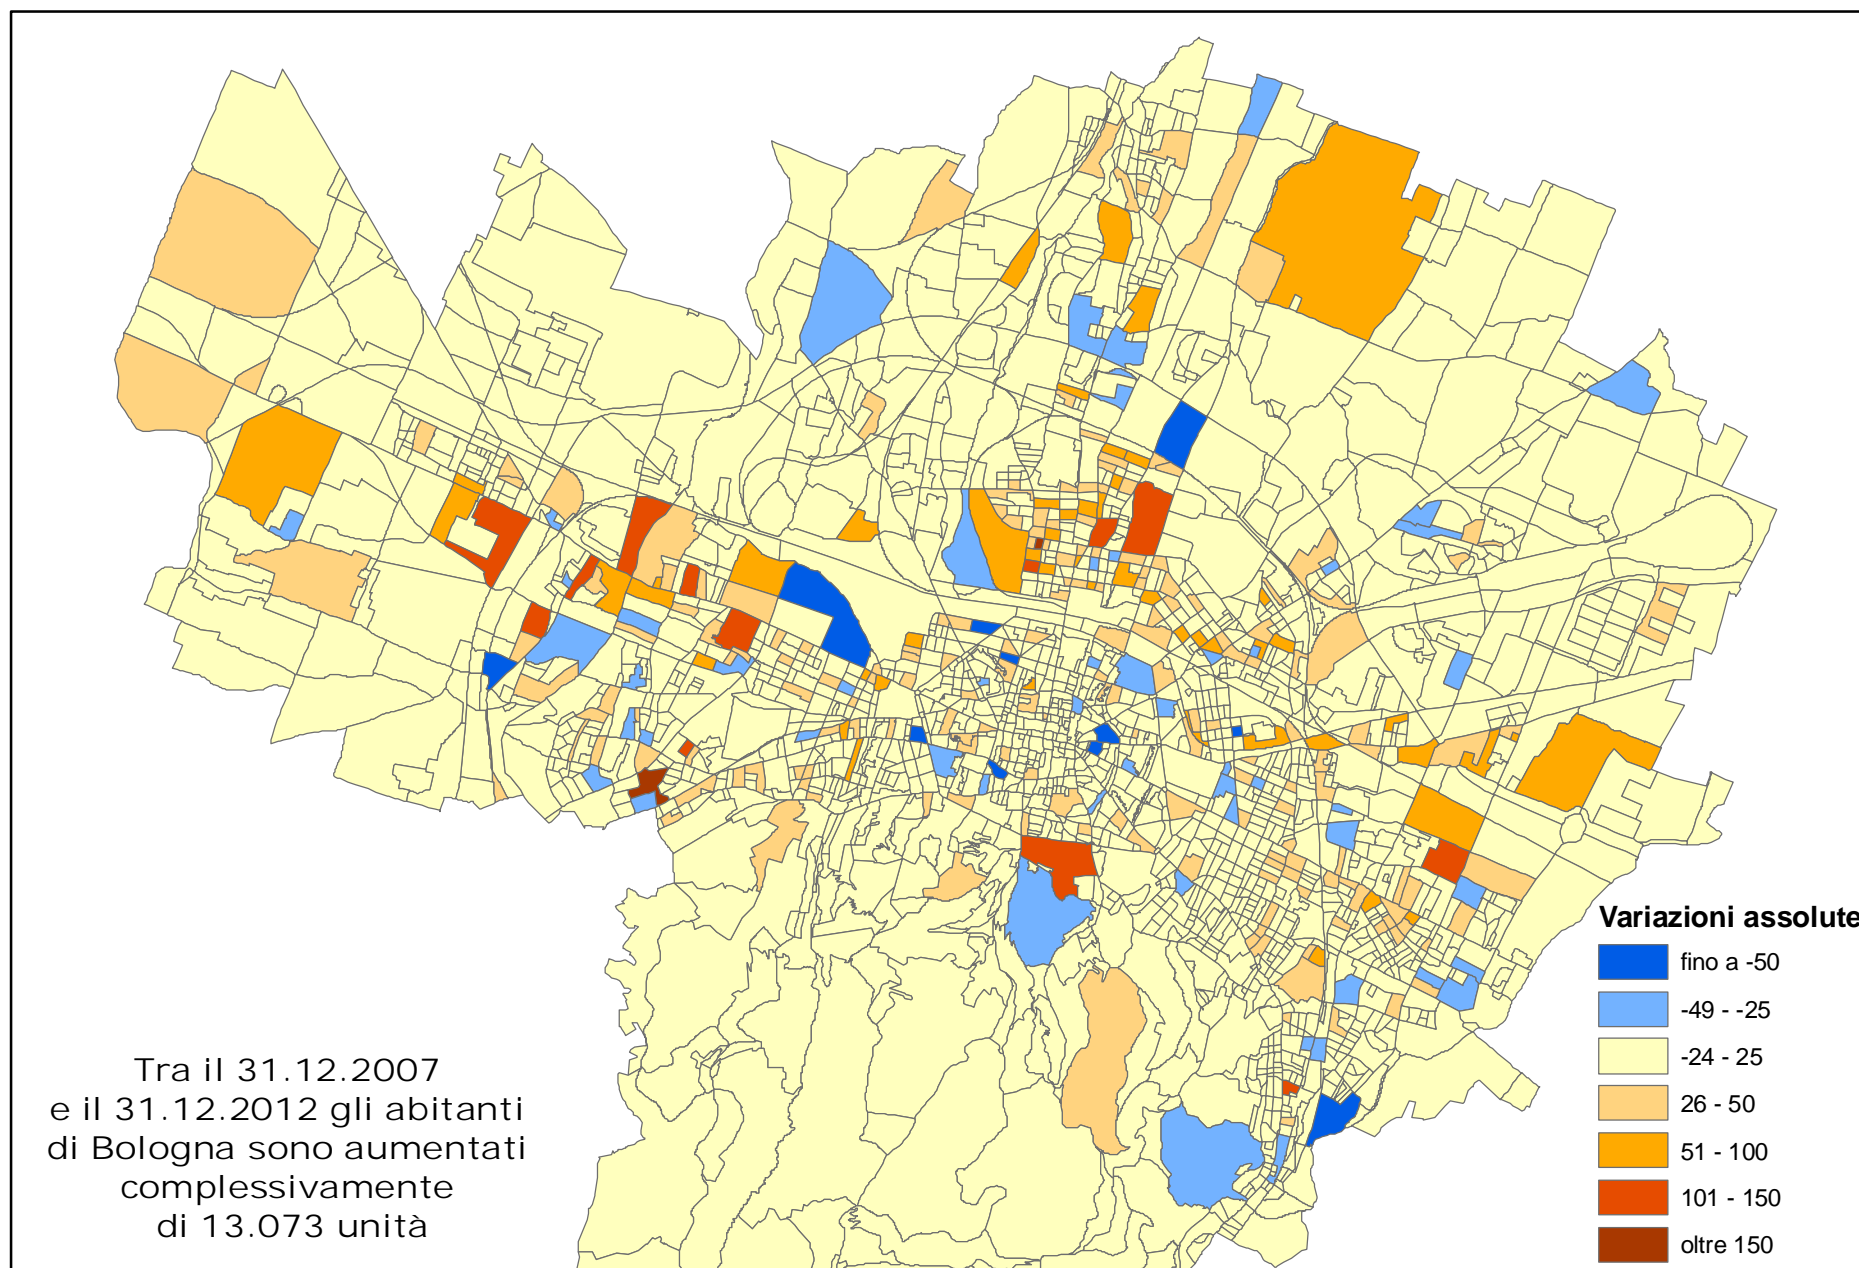 Variazioni assolute
fino a -50
-49 - -25
-24 - 25
26 - 50
51 - 100
101 - 150
oltre 150
Tra il 31.12.2007
e il 31.12.2012 gli abitanti
di Bologna sono aumentati
complessivamente
di 13.073 unità